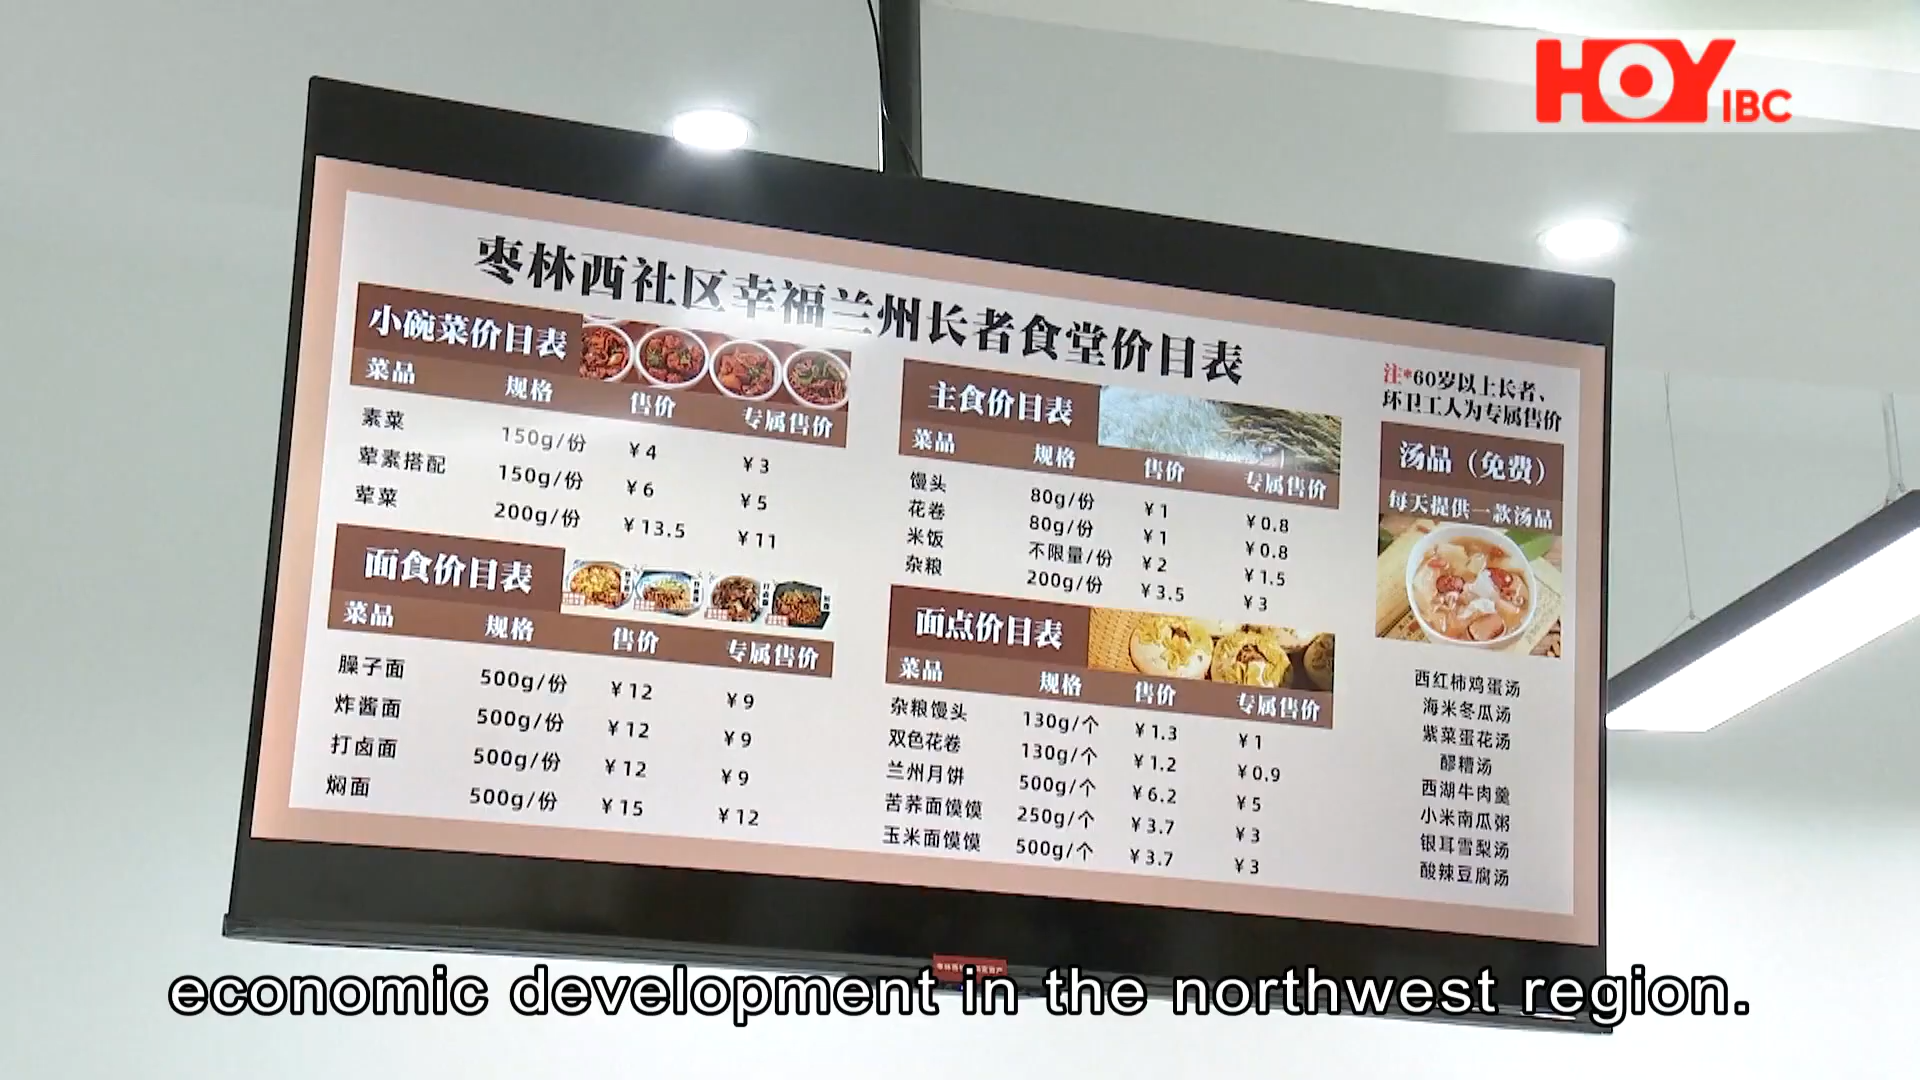 HOY IBC
枣林西社区幸福兰州长者食堂价目表
小碗菜价目表
菜品 规格 售价 专属售价
素菜 150g/份 ¥4 ¥3
荤素搭配 150g/份 ¥6 ¥5
荤菜 200g/份 ¥13.5 ¥11
面食价目表
菜品 规格 售价 专属售价
臊子面 500g/份 ¥12 ¥9
炸酱面 500g/份 ¥12 ¥9
打卤面 500g/份 ¥12 ¥9
焖面 500g/份 ¥15 ¥12
主食价目表
菜品 规格 售价 专属售价
馒头 80g/份 ¥1 ¥0.8
花卷 80g/份 ¥1 ¥0.8
米饭 不限量/份 ¥2 ¥1.5
杂粮 200g/份 ¥3.5 ¥3
面点价目表
菜品 规格 售价 专属售价
杂粮馒头 130g/个 ¥1.3 ¥1
双色花卷 130g/个 ¥1.2 ¥0.9
兰州月饼 500g/个 ¥6.2 ¥5
苦荞面馍馍 250g/个 ¥3.7 ¥3
玉米面馍馍 500g/个 ¥3.7 ¥3
注*60岁以上长者、
环卫工人为专属售价
汤品（免费）
每天提供一款汤品
西红柿鸡蛋汤
海米冬瓜汤
紫菜蛋花汤
醪糟汤
西湖牛肉羹
小米南瓜粥
银耳雪梨汤
酸辣豆腐汤
economic development in the northwest region.